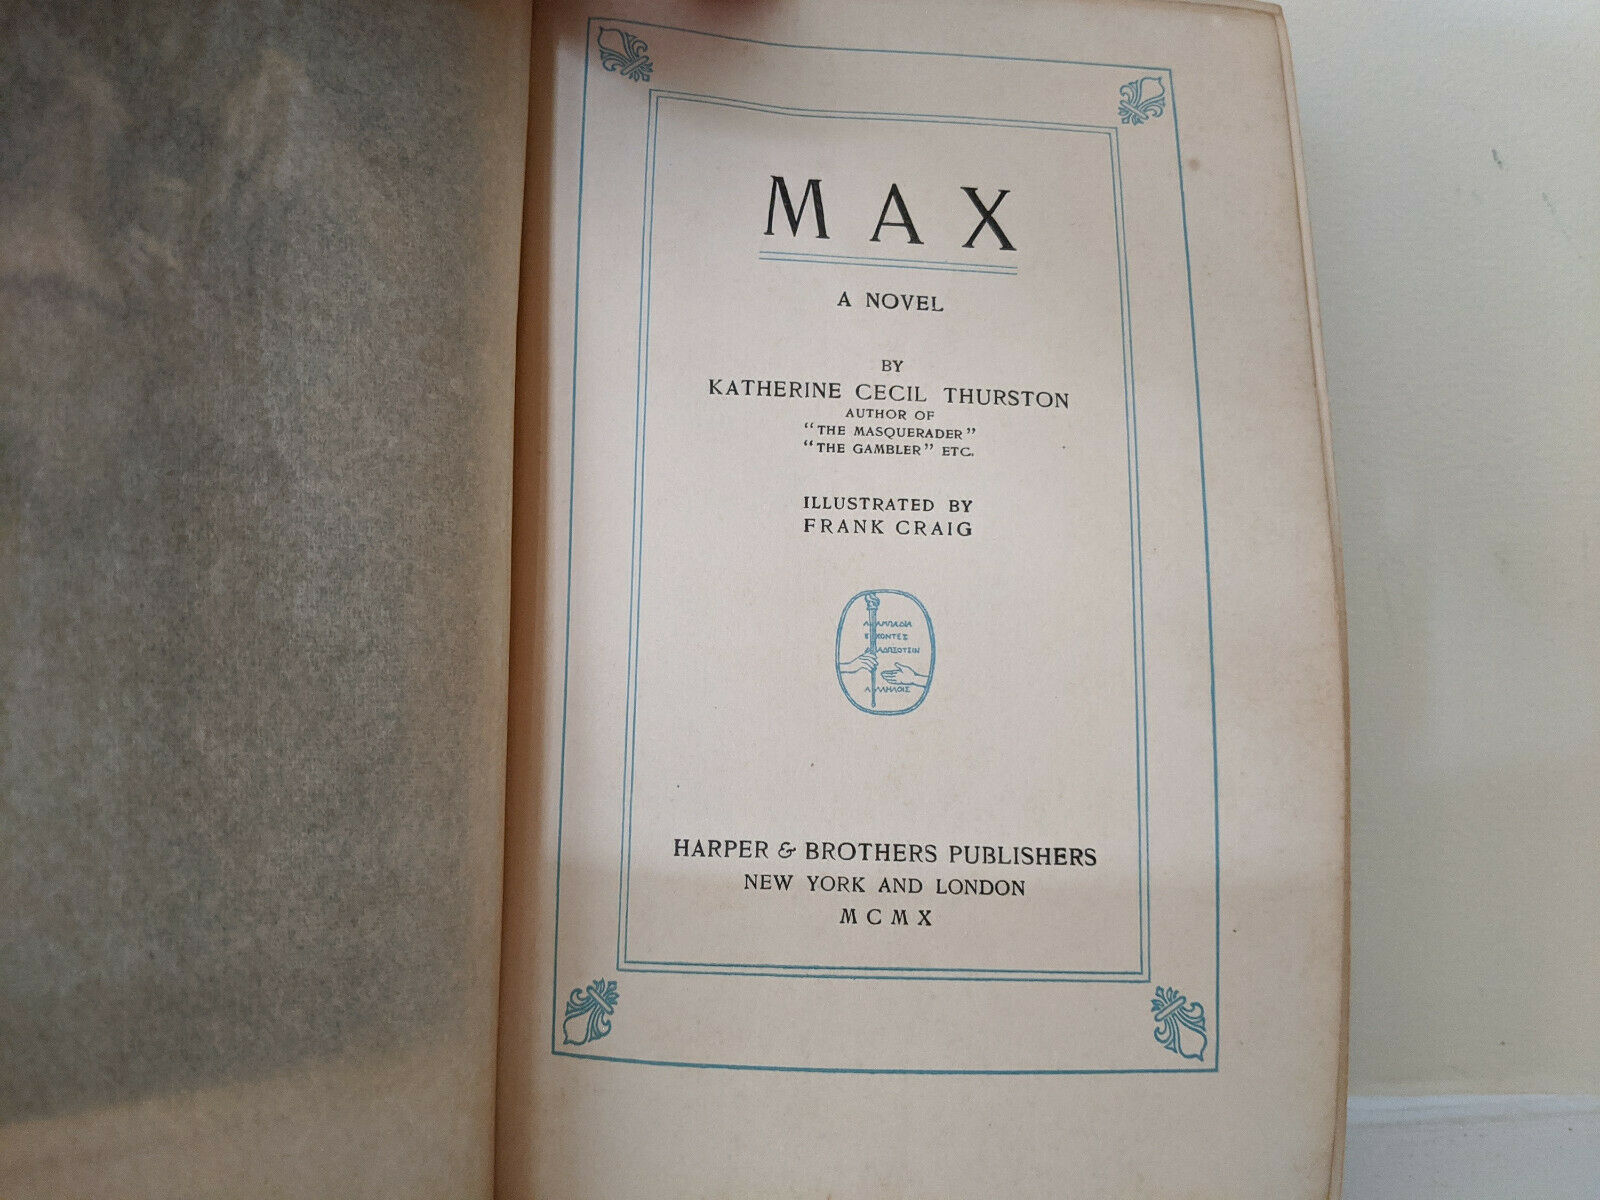 MAX
A NOVEL
BY
KATHERINE CECIL THURSTON
AUTHOR OF
"THE MASQUERADER"
"THE GAMBLER" ETC.
ILLUSTRATED BY
FRANK CRAIG
HARPER & BROTHERS PUBLISHERS
NEW YORK AND LONDON
MCMX